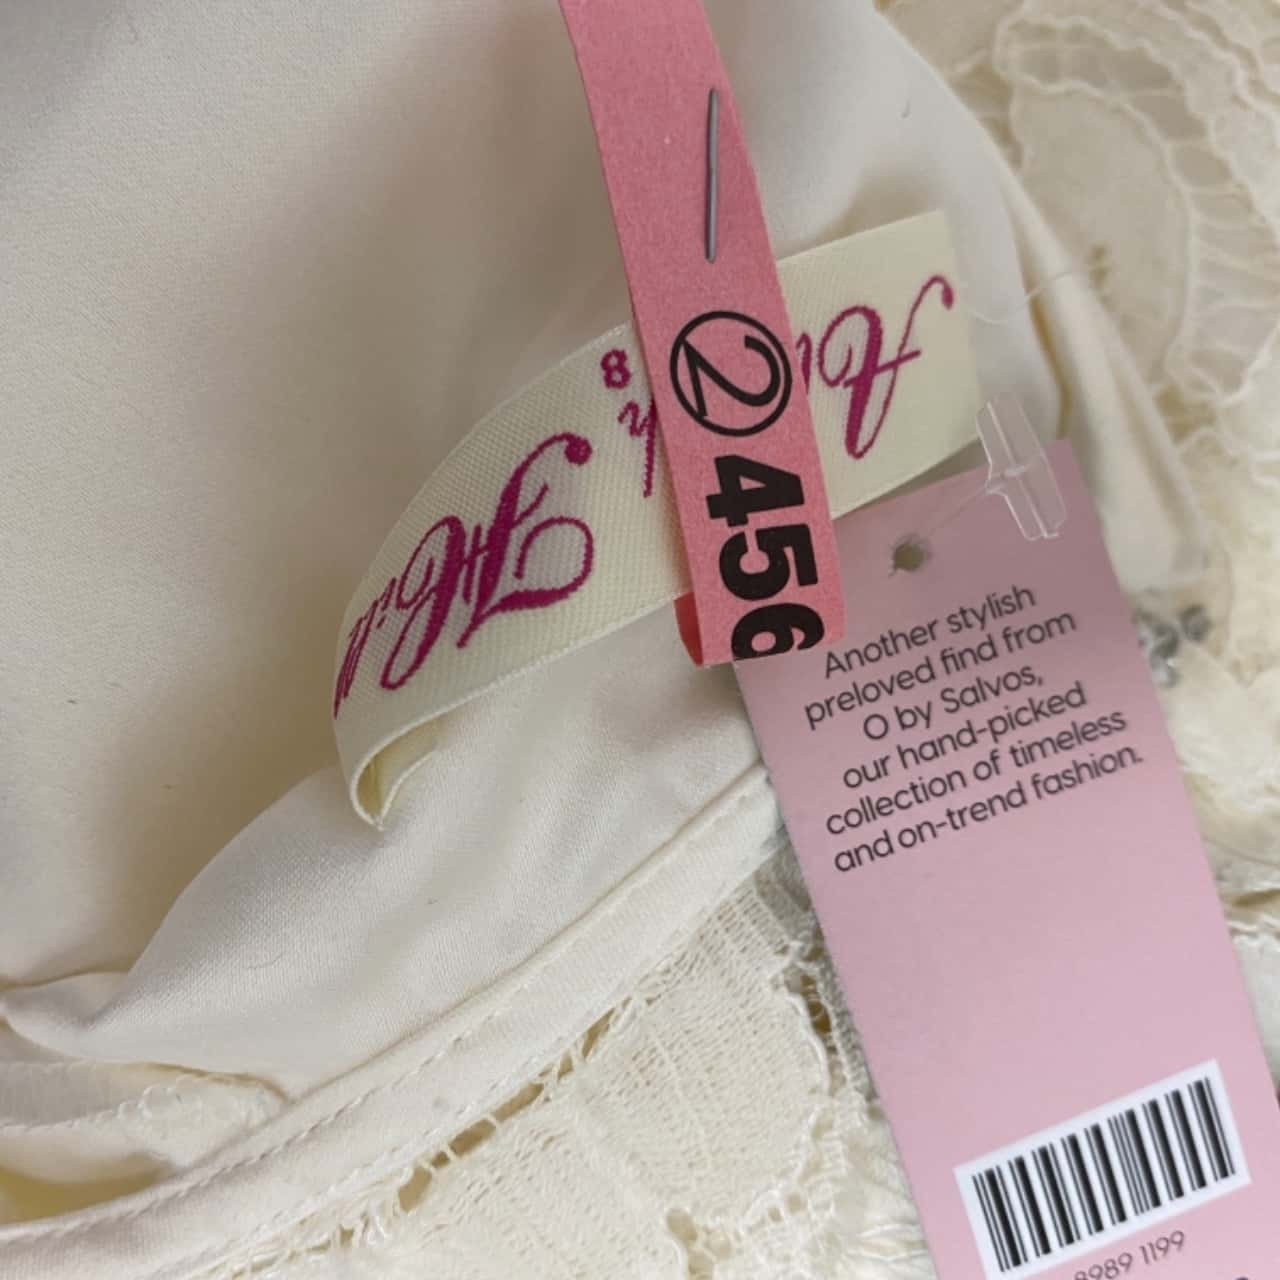 2 456
8
Another stylish
preloved find from
O by Salvos,
our hand-picked
collection of timeless
and on-trend fashion.
8989 1199